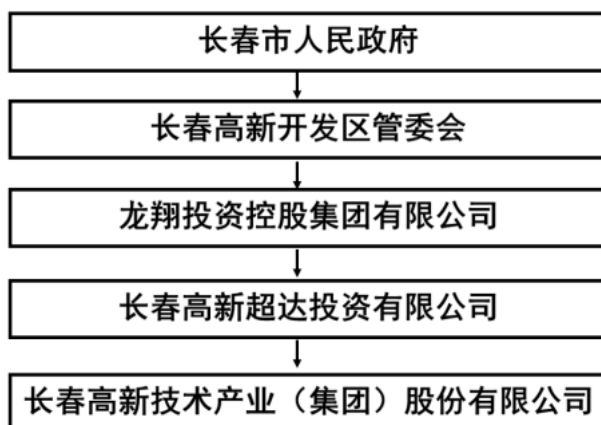 长春市人民政府
长春高新开发区管委会
龙翔投资控股集团有限公司
长春高新超达投资有限公司
长春高新技术产业（集团）股份有限公司